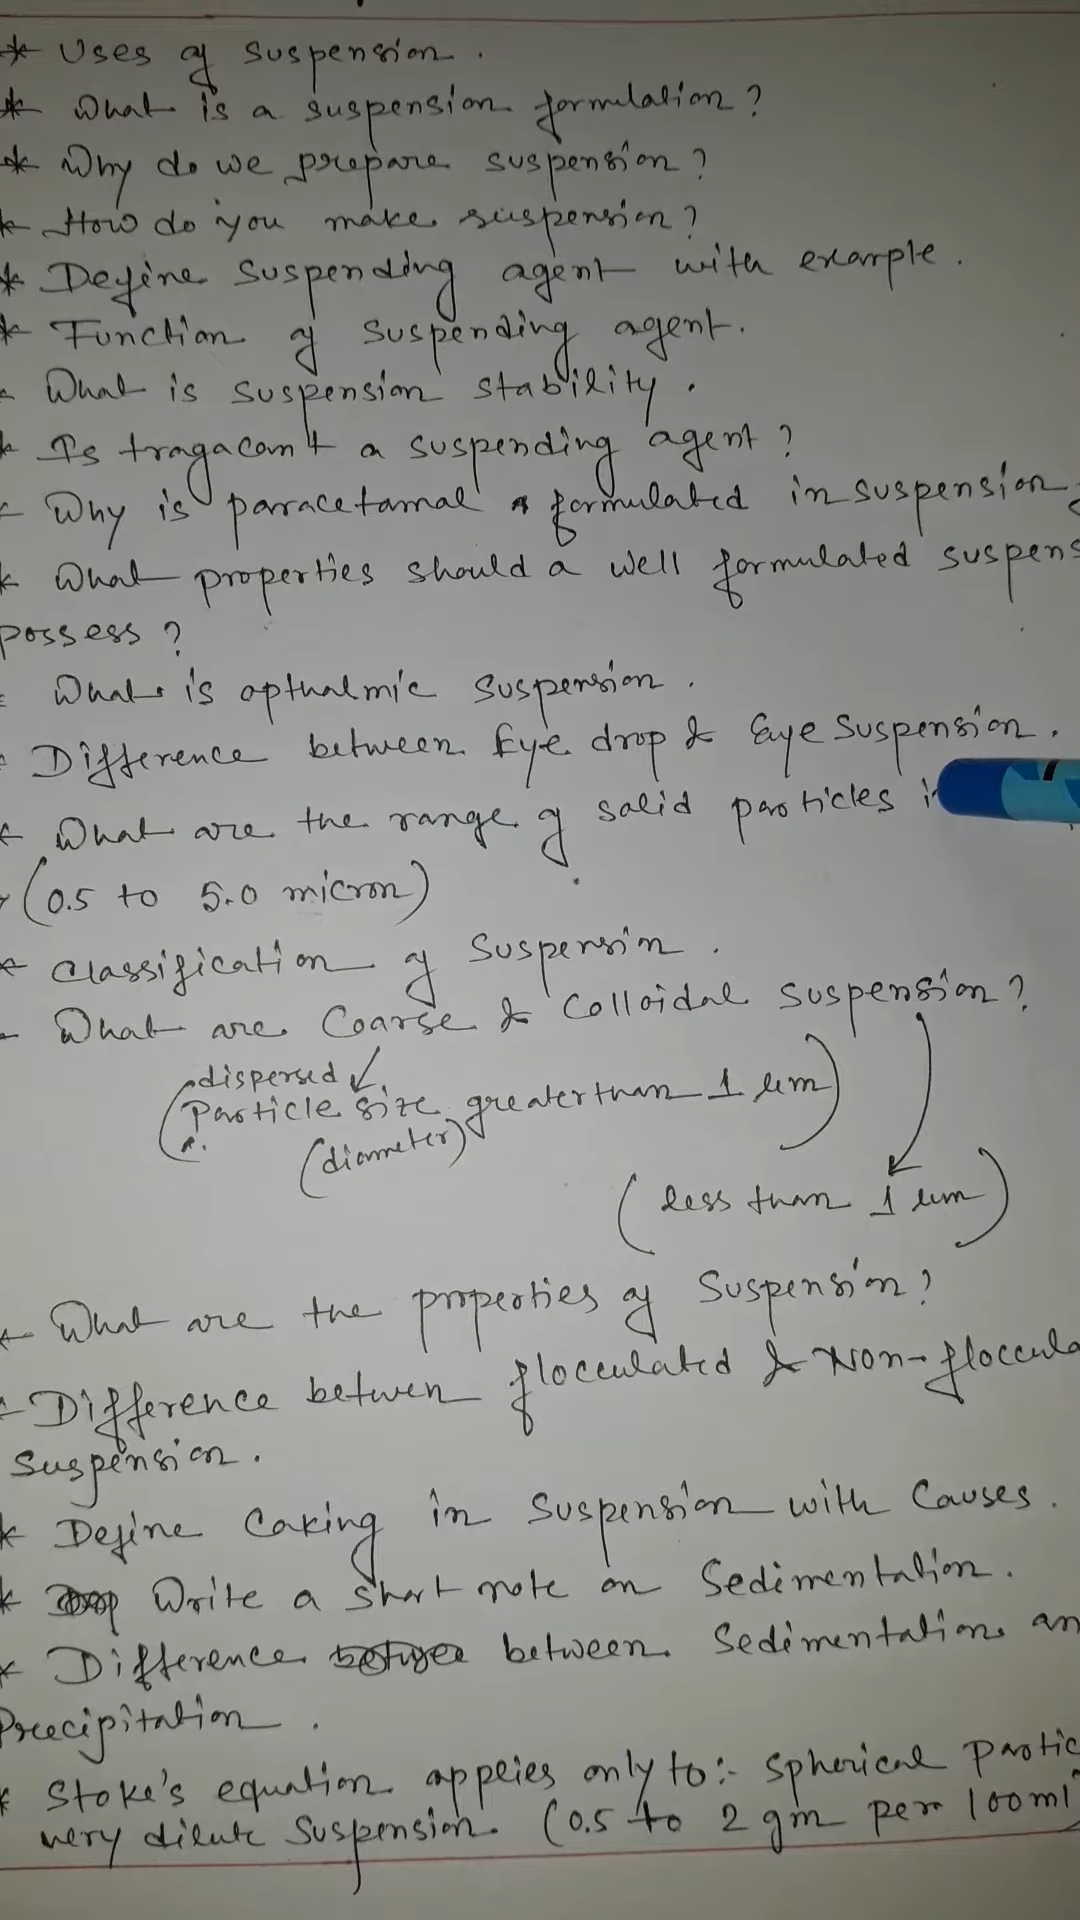 * Uses of suspension.
* What is a suspension formulation?
* Why do we prepare suspension?
* How do you make suspension?
* Define suspending agent with example.
* Function of suspending agent.
What is suspension stability.
* Is tragacant a suspending agent?
Why is paracetamal formulated in suspension
* What properties should a well formulated suspens
possess?
What is opthalmic suspension.
Difference between Eye drop & Eye suspension.
* What are the range of solid particles
(0.5 to 5.0 micron)
* Classification of Suspension.
What are Coarse & Colloidal suspension?
dispersed
(Particle size greater than 1 um)
(diameter)
(less than 1 um)
What are the properties of Suspension?
Difference between flocculated & Non-floccula
Suspension.
* Define Caking in Suspension with Causes.
* Write a short note on Sedimentation.
* Difference between Sedimentation an
Precipitation.
* Stoke's equation applies only to:- Spherical Partic
very dilute suspension. (0.5 to 2 gm per 100ml)